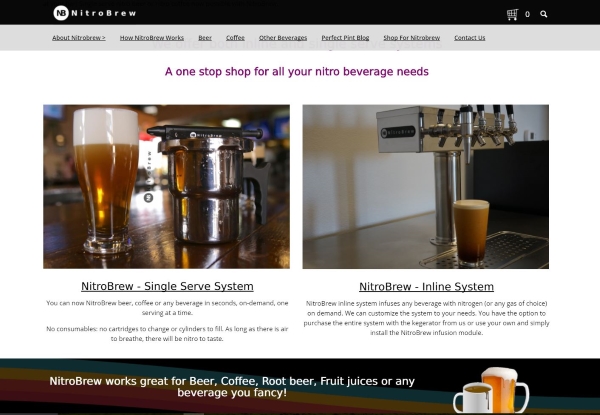 NB NitroBrew
0
About Nitrobrew >
How NitroBrew Works
Beer
Coffee
Other Beverages
Perfect Pint Blog
Shop For Nitrobrew
Contact Us
A one stop shop for all your nitro beverage needs
NitroBrew
NitroBrew - Single Serve System
You can now NitroBrew beer, coffee or any beverage in seconds, on-demand, one
serving at a time.
No consumables: no cartridges to change or cylinders to fill. As long as there is air
to breathe, there will be nitro to taste.
NitroBrew - Inline System
NitroBrew inline system infuses any beverage with nitrogen (or any gas of choice)
on demand. We can customize the system to your needs. You have the option to
purchase the entire system with the kegerator from us or use your own and simply
install the NitroBrew infusion module.
NitroBrew works great for Beer, Coffee, Root beer, Fruit juices or any
beverage you fancy!